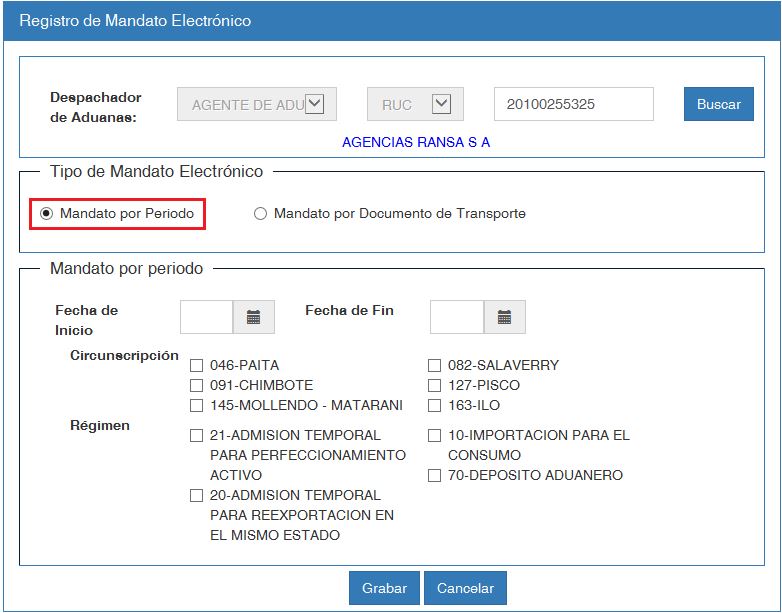 Registro de Mandato Electrónico
Despachador
de Aduanas:
AGENTE DE ADU
RUC
20100255325
Buscar
AGENCIAS RANSA S A
Tipo de Mandato Electrónico
Mandato por Periodo
Mandato por Documento de Transporte
Mandato por periodo
Fecha de
Inicio
Fecha de Fin
Circunscripción
046-PAITA
082-SALAVERRY
091-CHIMBOTE
127-PISCO
145-MOLLENDO - MATARANI
163-ILO
Régimen
21-ADMISION TEMPORAL
PARA PERFECCIONAMIENTO
ACTIVO
10-IMPORTACION PARA EL
CONSUMO
70-DEPOSITO ADUANERO
20-ADMISION TEMPORAL
PARA REEXPORTACION EN
EL MISMO ESTADO
Grabar
Cancelar